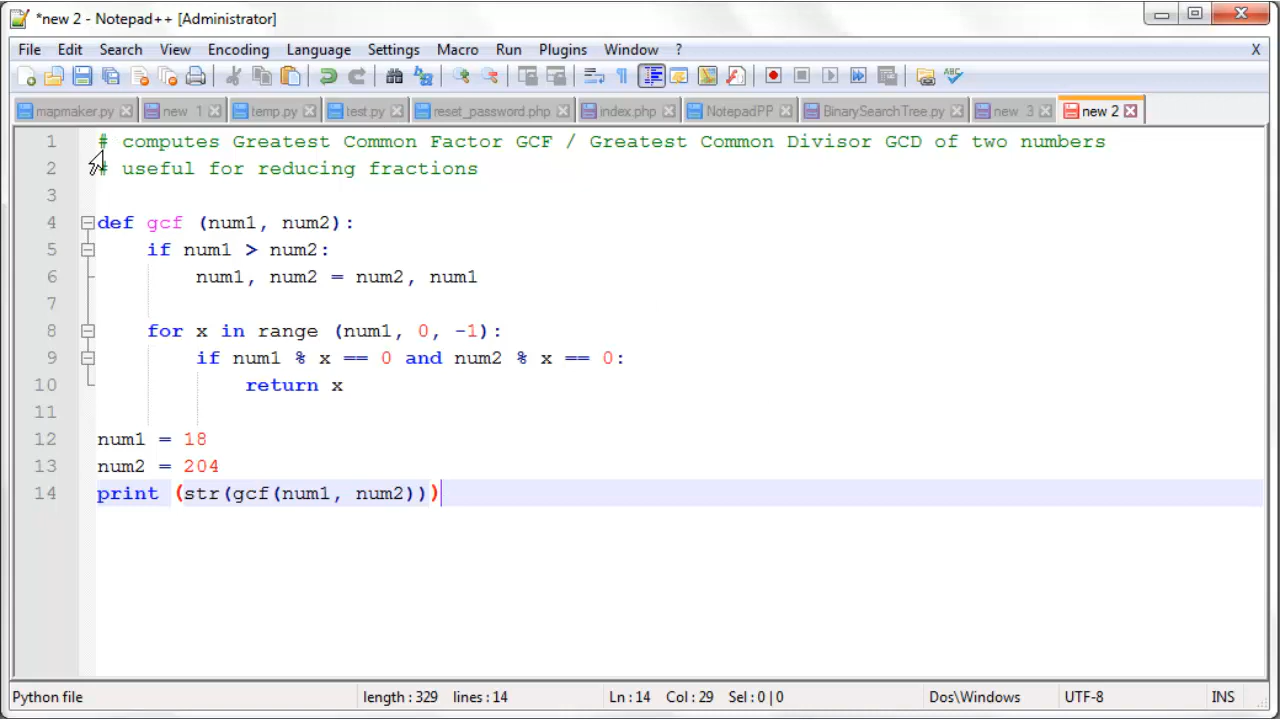 *new 2 - Notepad++ [Administrator]
File Edit Search View Encoding Language Settings Macro Run Plugins Window ? X
mapmaker.py new 1 temp.py test.py reset_password.php index.php NotepadPP BinarySearchTree.py new 3 new 2
1 # computes Greatest Common Factor GCF / Greatest Common Divisor GCD of two numbers
2 # useful for reducing fractions
3
4 def gcf (num1, num2):
5 if num1 > num2:
6 num1, num2 = num2, num1
7
8 for x in range (num1, 0, -1):
9 if num1 % x == 0 and num2 % x == 0:
10 return x
11
12 num1 = 18
13 num2 = 204
14 print (str(gcf(num1, num2)))
Python file length : 329 lines : 14 Ln : 14 Col : 29 Sel : 0 | 0 Dos\Windows UTF-8 INS